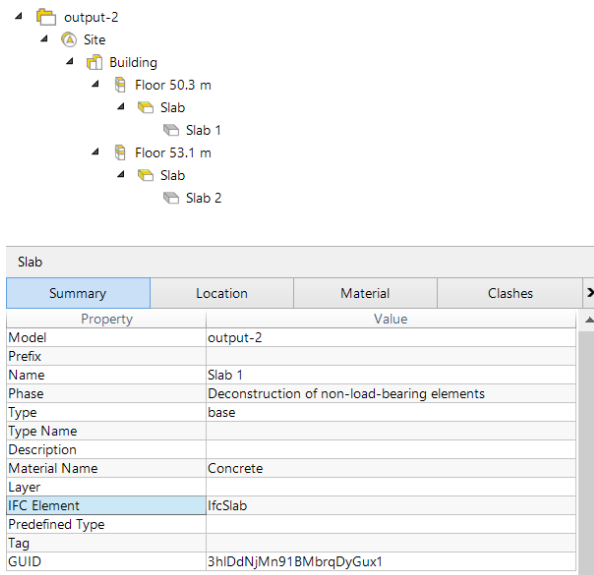 output-2
Site
Building
Floor 50.3 m
Slab
Slab 1
Floor 53.1 m
Slab
Slab 2
Slab
Summary Location Material Clashes
Property Value
Model output-2
Prefix
Name Slab 1
Phase Deconstruction of non-load-bearing elements
Type base
Type Name
Description
Material Name Concrete
Layer
IFC Element IfcSlab
Predefined Type
Tag
GUID 3hIDdNjMn91BMbrqDyGux1